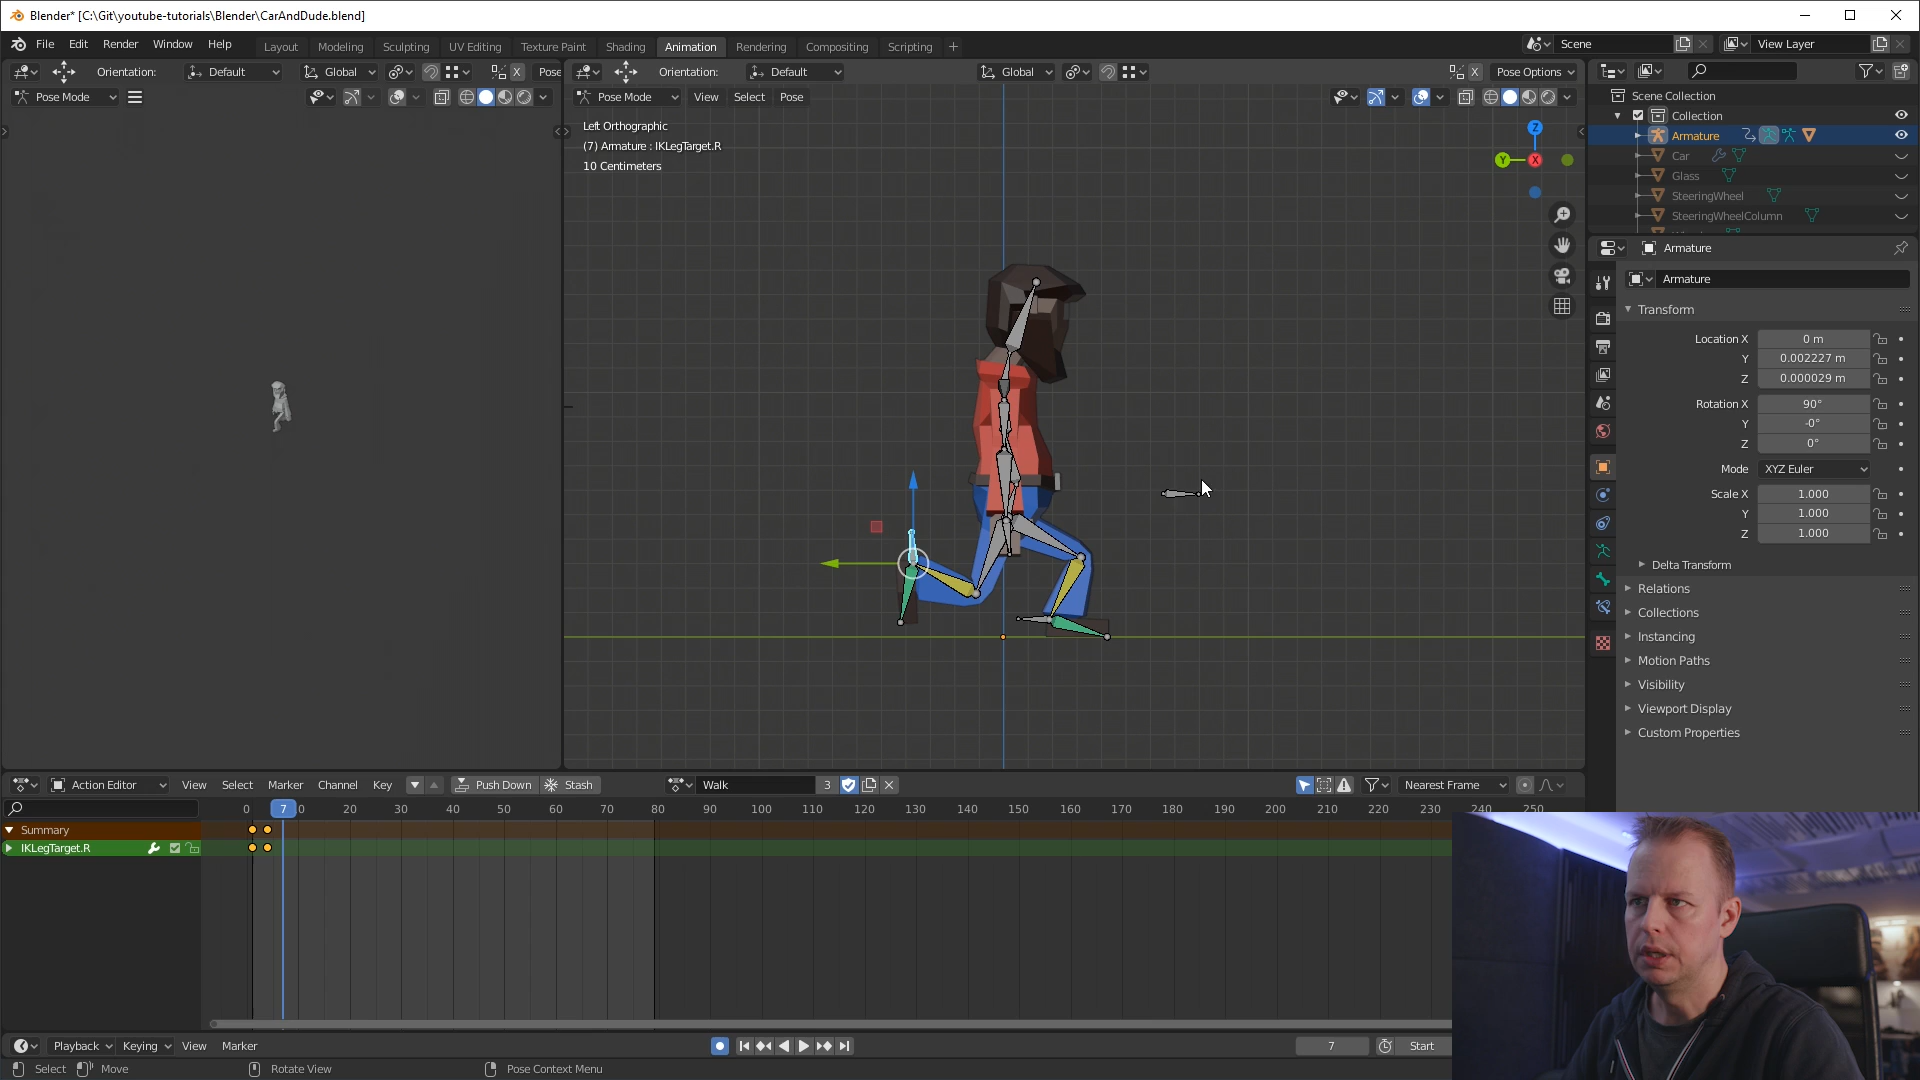 Blender* [C:\Git\youtube-tutorials\Blender\CarAndDude.blend]
File Edit Render Window Help Layout Modeling Sculpting UV Editing Texture Paint Shading Animation Rendering Compositing Scripting + Scene View Layer
Orientation: Default Global Pose Orientation: Default Global X Pose Options
Pose Mode Pose Mode View Select Pose
Left Orthographic
(7) Armature : IKLegTarget.R
10 Centimeters
Z
Y X
Scene Collection
Collection
Armature
Car
Glass
SteeringWheel
SteeringWheelColumn
Armature
Armature
Transform
Location X 0 m
Y 0.002227 m
Z 0.000029 m
Rotation X 90°
Y -0°
Z 0°
Mode XYZ Euler
Scale X 1.000
Y 1.000
Z 1.000
Delta Transform
Relations
Collections
Instancing
Motion Paths
Visibility
Viewport Display
Custom Properties
Action Editor View Select Marker Channel Key Push Down Stash Walk 3 Nearest Frame
0 7 0 20 30 40 50 60 70 80 90 100 110 120 130 140 150 160 170 180 190 200 210 220 230 240 250
Summary
IKLegTarget.R
Playback Keying View Marker 7 Start
Select Move Rotate View Pose Context Menu